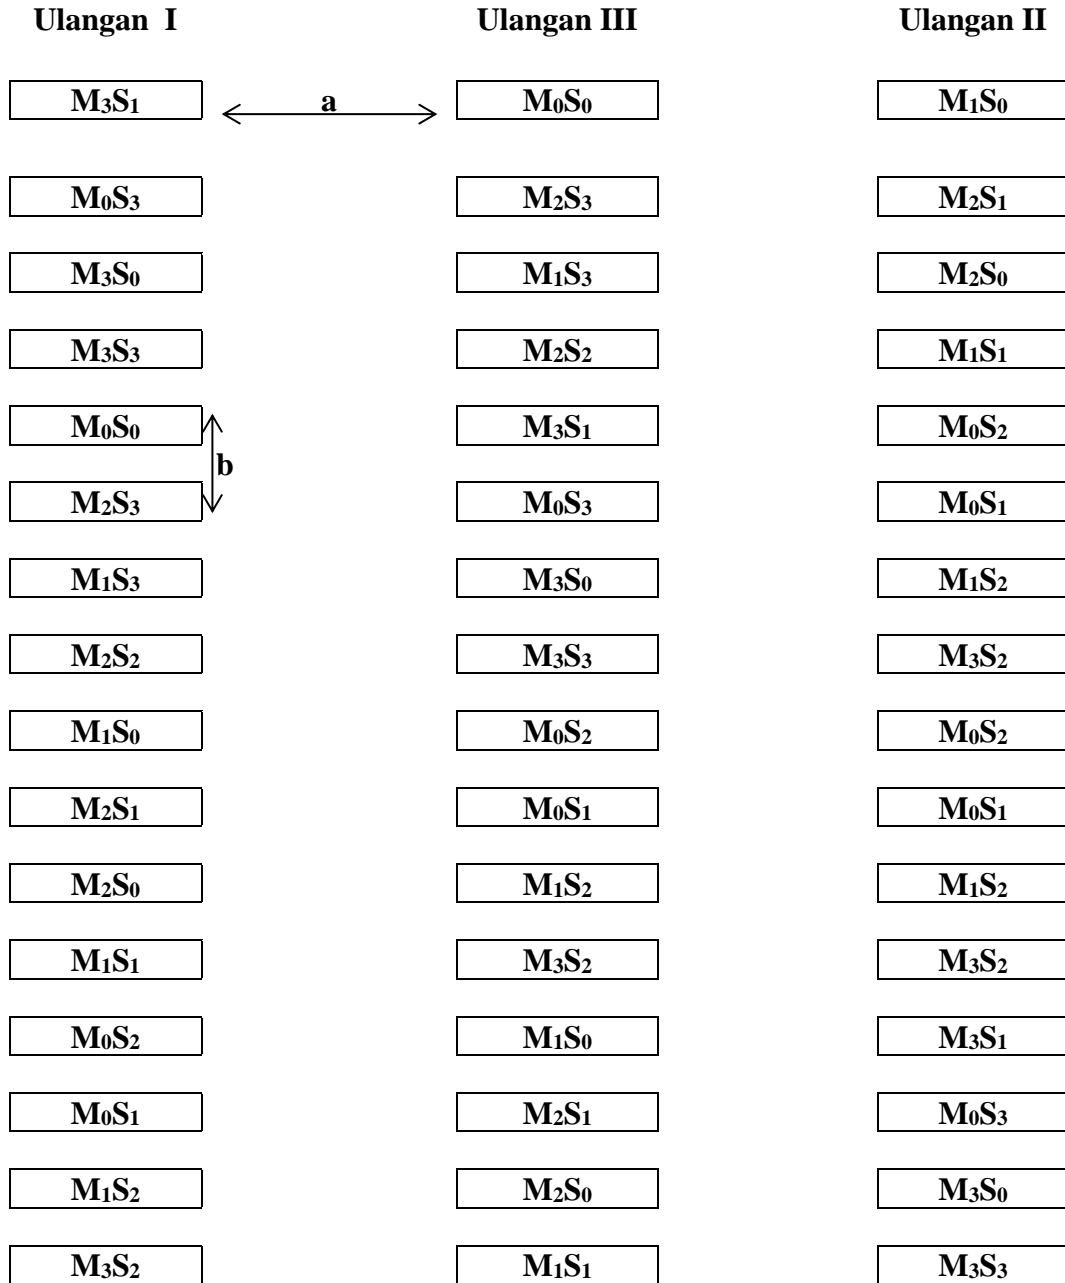 Ulangan I Ulangan III Ulangan II
M₃S₁ a M₀S₀ M₁S₀
M₀S₃ M₂S₃ M₂S₁
M₃S₀ M₁S₃ M₂S₀
M₃S₃ M₂S₂ M₁S₁
M₀S₀ M₃S₁ M₀S₂
b
M₂S₃ M₀S₃ M₀S₁
M₁S₃ M₃S₀ M₁S₂
M₂S₂ M₃S₃ M₃S₂
M₁S₀ M₀S₂ M₀S₂
M₂S₁ M₀S₁ M₀S₁
M₂S₀ M₁S₂ M₁S₂
M₁S₁ M₃S₂ M₃S₂
M₀S₂ M₁S₀ M₃S₁
M₀S₁ M₂S₁ M₀S₃
M₁S₂ M₂S₀ M₃S₀
M₃S₂ M₁S₁ M₃S₃